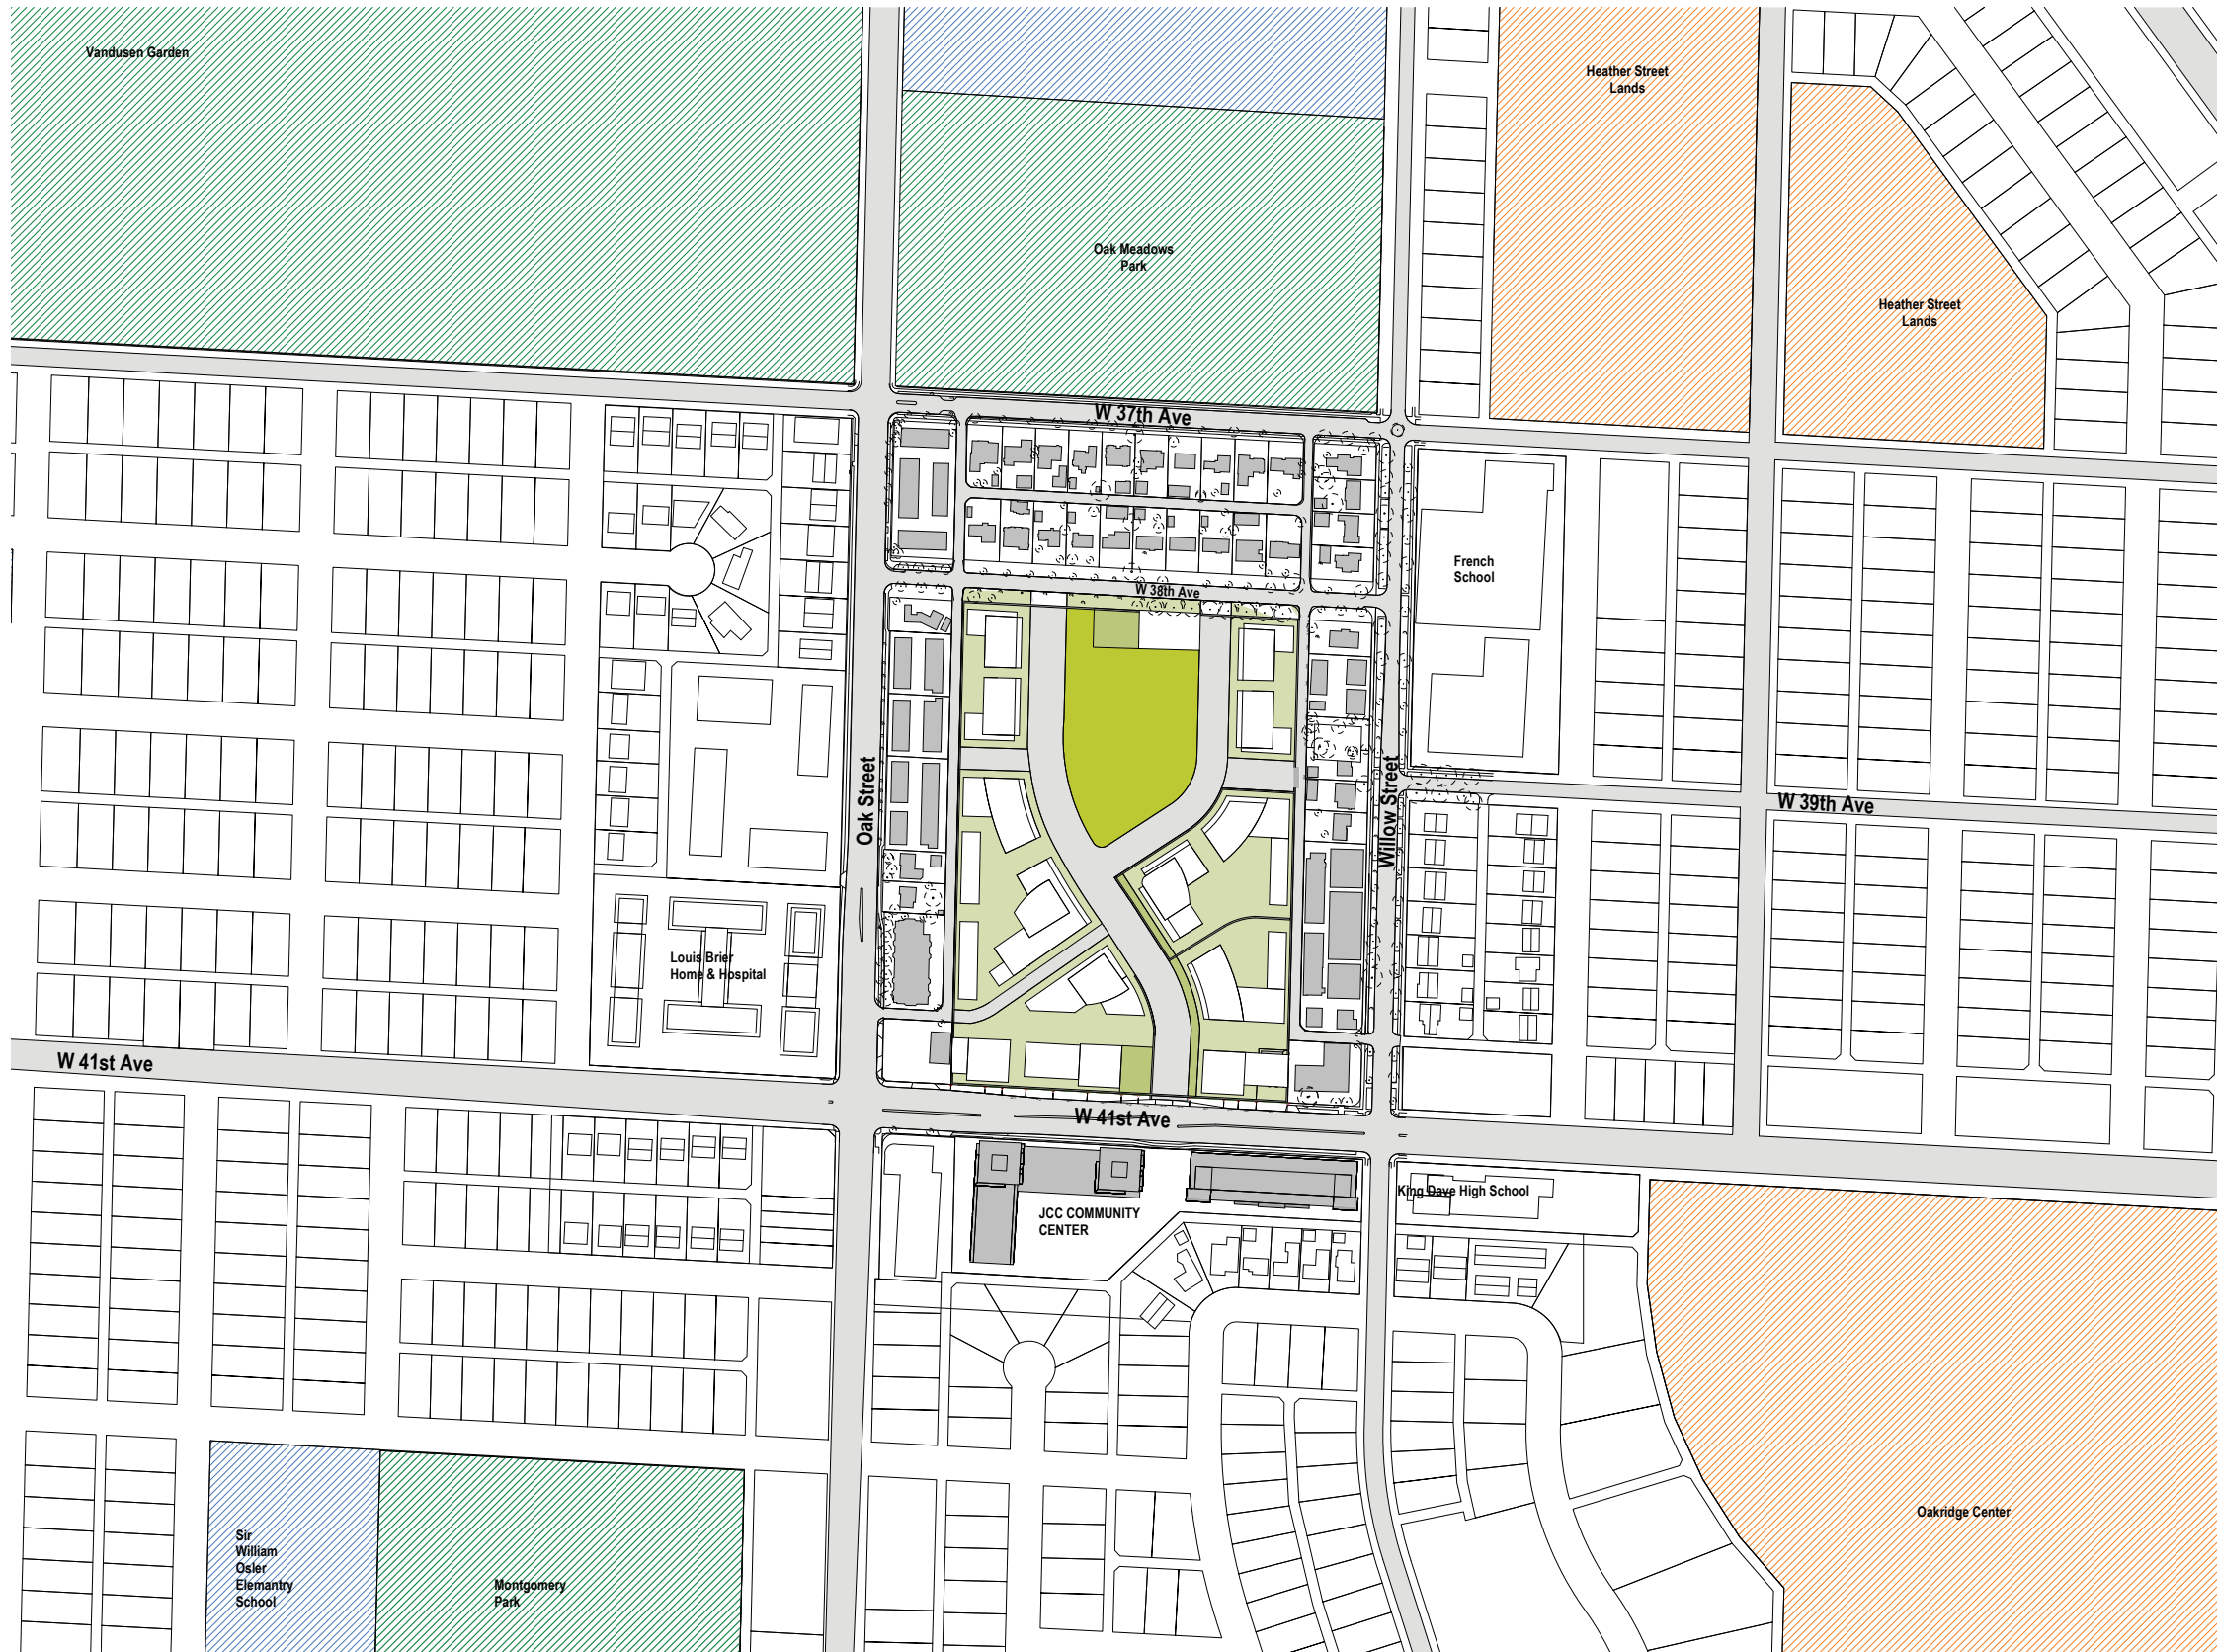 Vandusen Garden
Heather Street
Lands
Oak Meadows
Park
Heather Street
Lands
W 37th Ave
French
School
W 38th Ave
Oak Street
Willow Street
W 39th Ave
Louis Brier
Home & Hospital
W 41st Ave
W 41st Ave
King Dave High School
JCC COMMUNITY
CENTER
Oakridge Center
Sir
William
Osler
Elemantry
School
Montgomery
Park